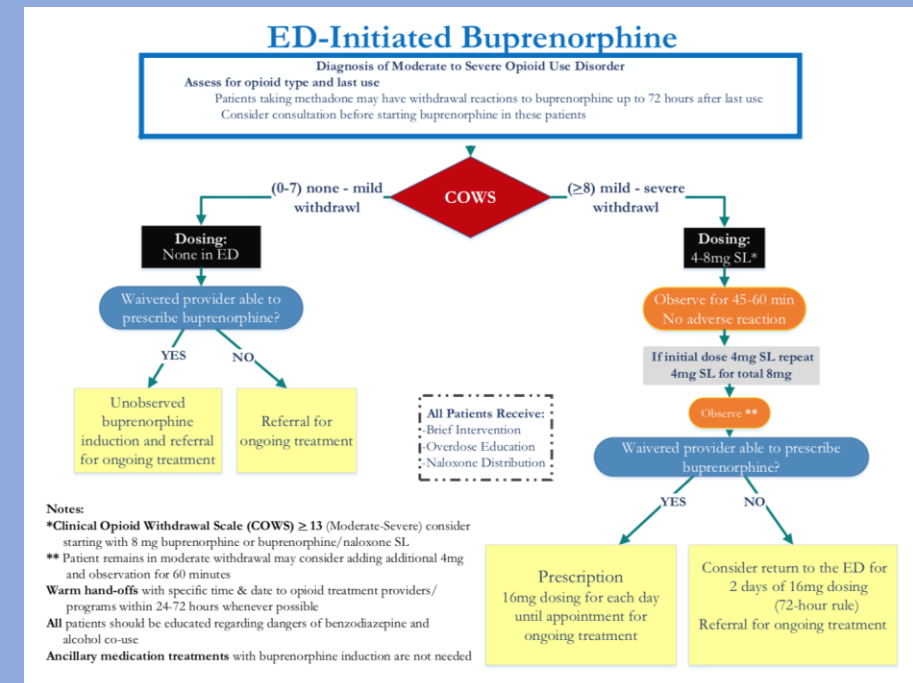 ED-Initiated Buprenorphine
Diagnosis of Moderate to Severe Opioid Use Disorder
Assess for opioid type and last use
Patients taking methadone may have withdrawal reactions to buprenorphine up to 72 hours after last use
Consider consultation before starting buprenorphine in these patients
(0-7) none - mild
withdrawl
COWS
(≥8) mild - severe
withdrawal
Dosing:
None in ED
Waivered provider able to
prescribe buprenorphine?
YES
NO
Unobserved
buprenorphine
induction and referral
for ongoing treatment
Referral for
ongoing treatment
Dosing:
4-8mg SL*
Observe for 45-60 min
No adverse reaction
If initial dose 4mg SL repeat
4mg SL for total 8mg
Observe **
Waivered provider able to prescribe
buprenorphine?
YES
NO
Prescription
16mg dosing for each day
until appointment for
ongoing treatment
Consider return to the ED for
2 days of 16mg dosing
(72-hour rule)
Referral for ongoing treatment
All Patients Receive:
-Brief Intervention
-Overdose Education
-Naloxone Distribution
Notes:
*Clinical Opioid Withdrawal Scale (COWS) ≥ 13 (Moderate-Severe) consider
starting with 8 mg buprenorphine or buprenorphine/naloxone SL
** Patient remains in moderate withdrawal may consider adding additional 4mg
and observation for 60 minutes
Warm hand-offs with specific time & date to opioid treatment providers/
programs within 24-72 hours whenever possible
All patients should be educated regarding dangers of benzodiazepine and
alcohol co-use
Ancillary medication treatments with buprenorphine induction are not needed